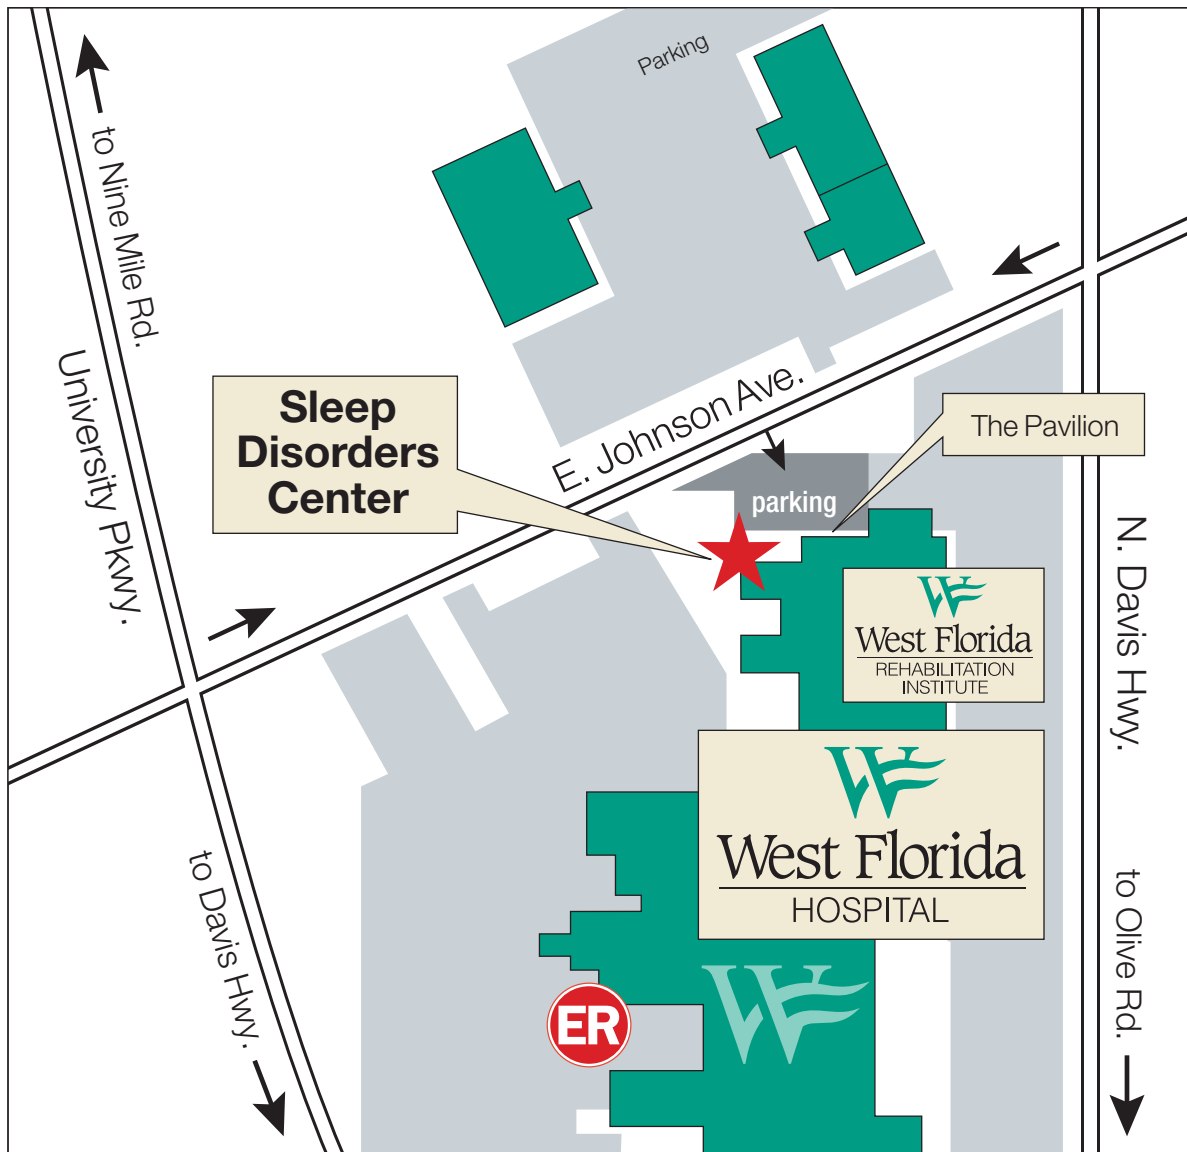 Parking
to Nine Mile Rd.
University Pkwy.
Sleep
Disorders
Center
E. Johnson Ave.
The Pavilion
parking
N. Davis Hwy.
West Florida
REHABILITATION
INSTITUTE
West Florida
HOSPITAL
to Davis Hwy.
to Olive Rd.
ER